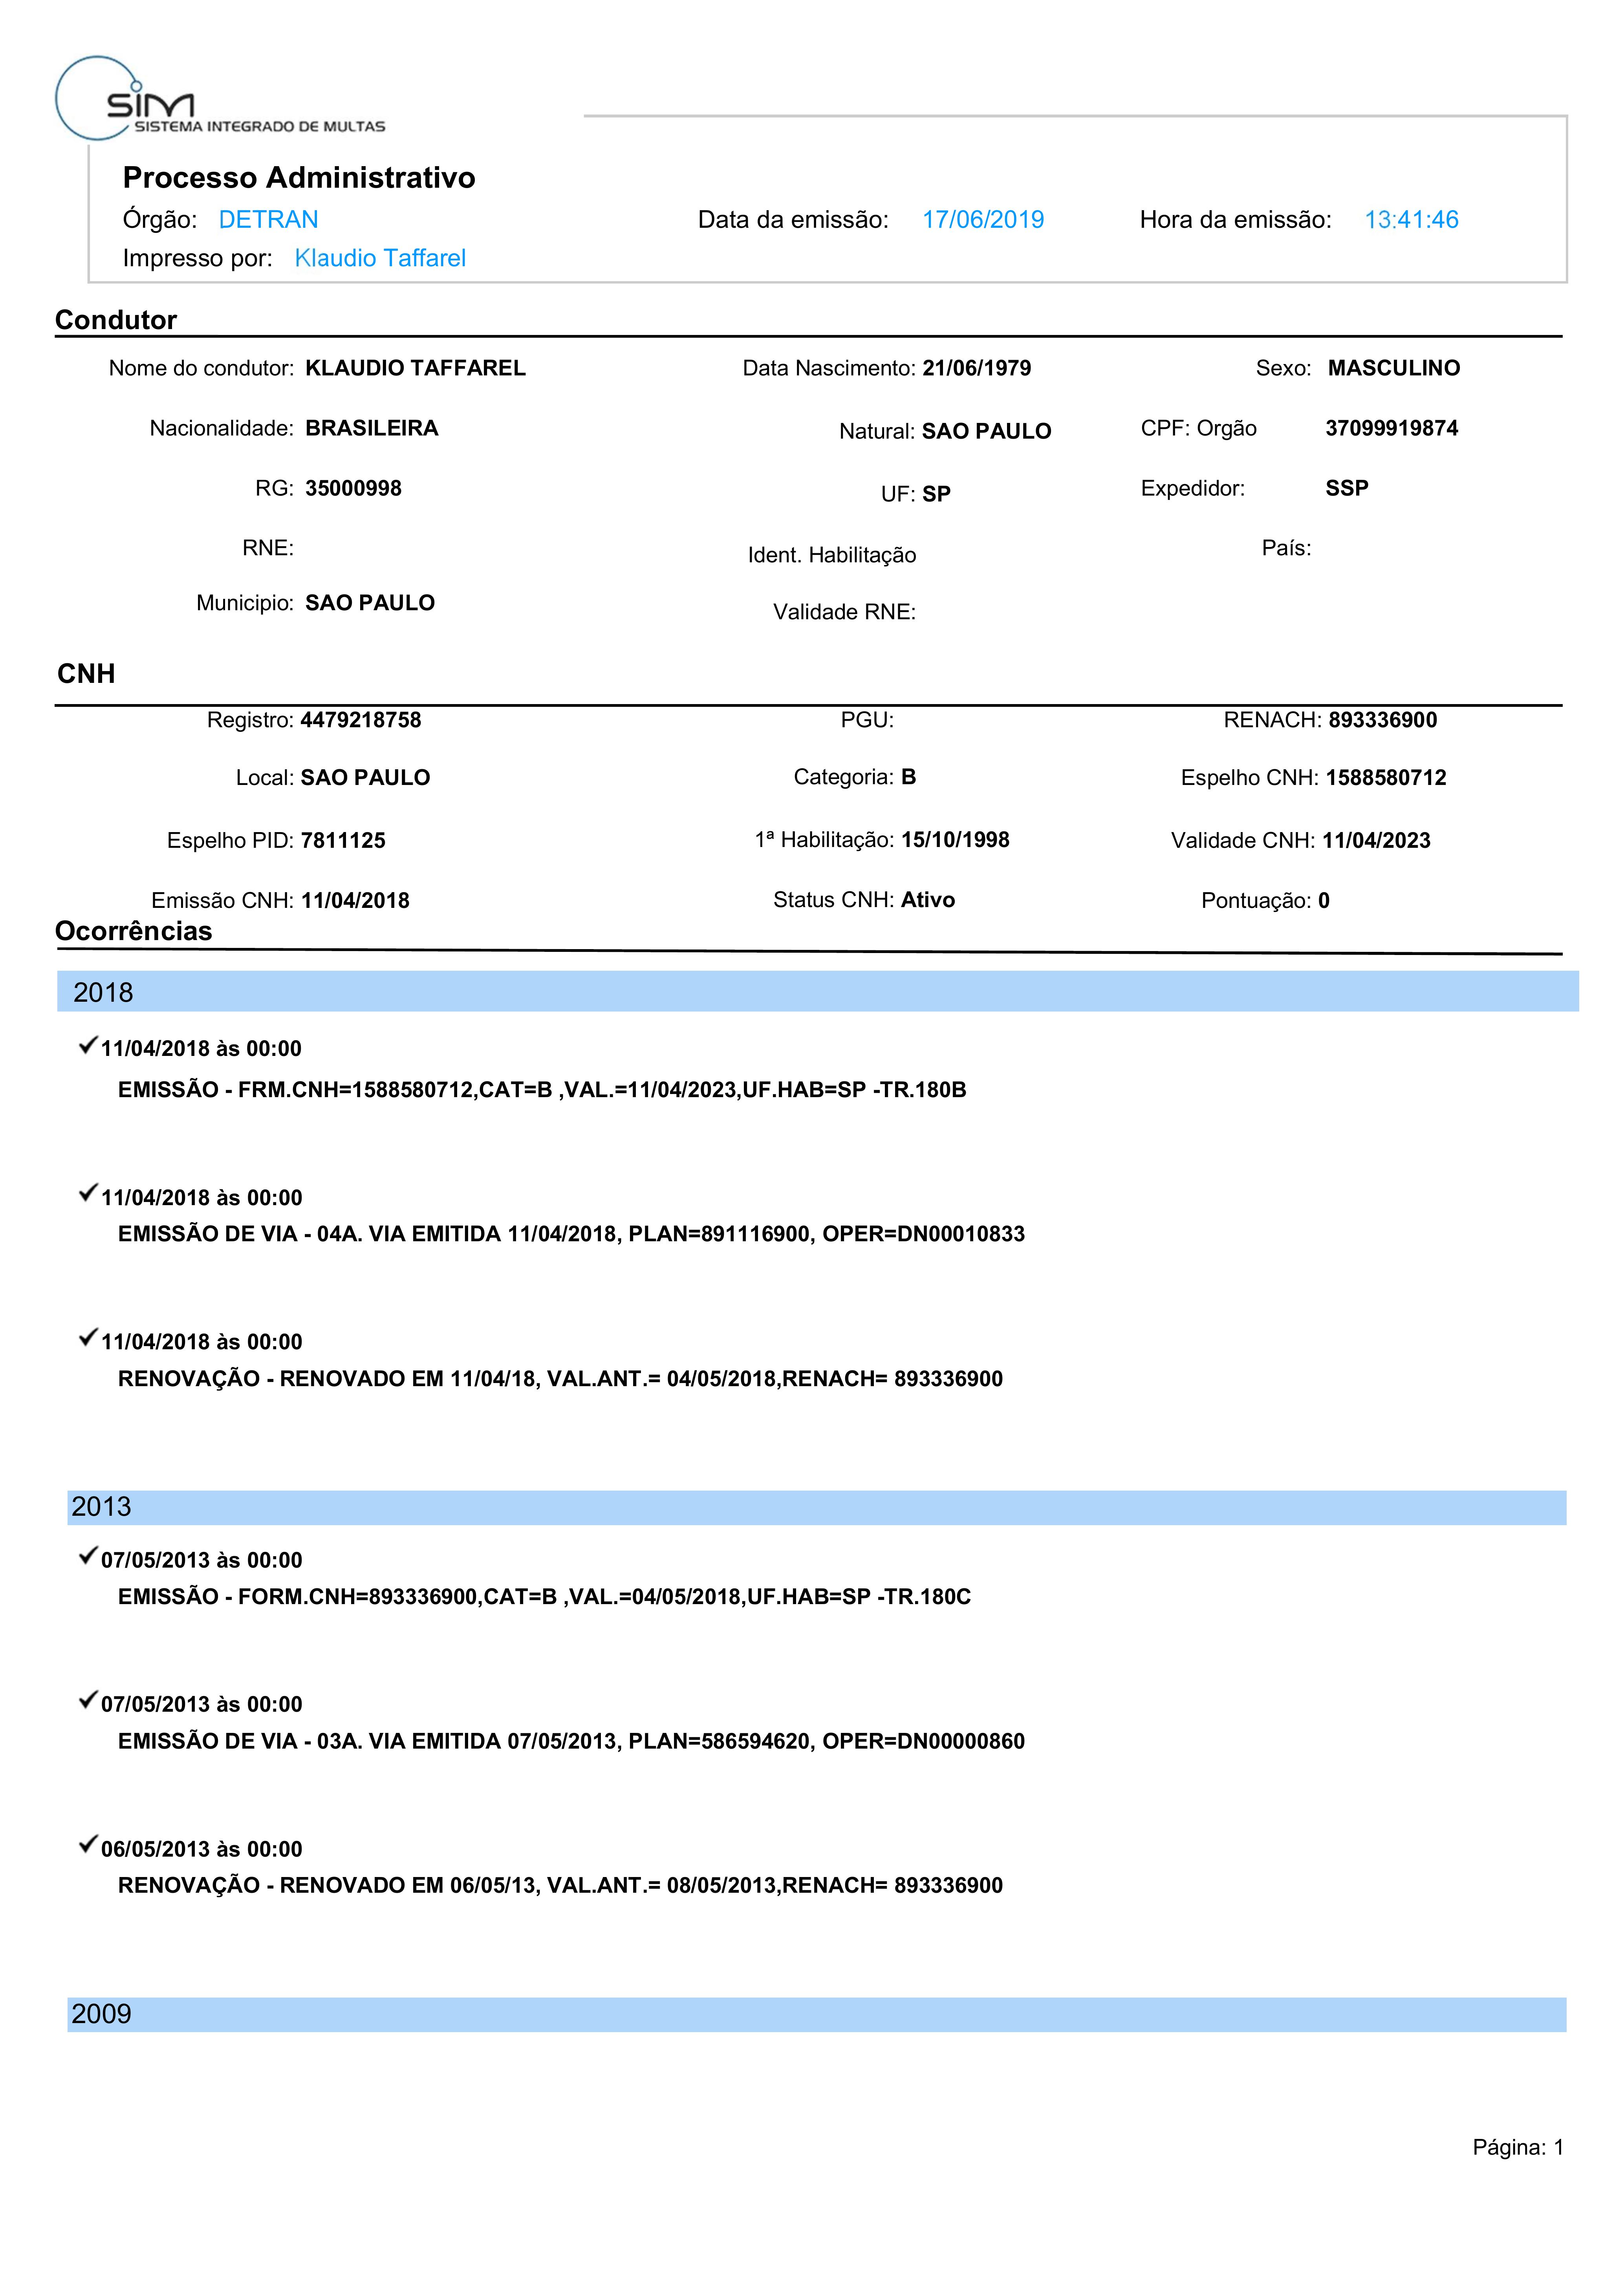 SIM
SISTEMA INTEGRADO DE MULTAS
Processo Administrativo
Órgão: DETRAN Data da emissão: 17/06/2019 Hora da emissão: 13:41:46
Impresso por: Klaudio Taffarel
Condutor
Nome do condutor: KLAUDIO TAFFAREL Data Nascimento: 21/06/1979 Sexo: MASCULINO
Nacionalidade: BRASILEIRA Natural: SAO PAULO CPF: Orgão 37099919874
RG: 35000998 UF: SP Expedidor: SSP
RNE: Ident. Habilitação País:
Municipio: SAO PAULO Validade RNE:
CNH
Registro: 4479218758 PGU: RENACH: 893336900
Local: SAO PAULO Categoria: B Espelho CNH: 1588580712
Espelho PID: 7811125 1ª Habilitação: 15/10/1998 Validade CNH: 11/04/2023
Emissão CNH: 11/04/2018 Status CNH: Ativo Pontuação: 0
Ocorrências
2018
11/04/2018 às 00:00
EMISSÃO - FRM.CNH=1588580712,CAT=B ,VAL.=11/04/2023,UF.HAB=SP -TR.180B
11/04/2018 às 00:00
EMISSÃO DE VIA - 04A. VIA EMITIDA 11/04/2018, PLAN=891116900, OPER=DN00010833
11/04/2018 às 00:00
RENOVAÇÃO - RENOVADO EM 11/04/18, VAL.ANT.= 04/05/2018,RENACH= 893336900
2013
07/05/2013 às 00:00
EMISSÃO - FORM.CNH=893336900,CAT=B ,VAL.=04/05/2018,UF.HAB=SP -TR.180C
07/05/2013 às 00:00
EMISSÃO DE VIA - 03A. VIA EMITIDA 07/05/2013, PLAN=586594620, OPER=DN00000860
06/05/2013 às 00:00
RENOVAÇÃO - RENOVADO EM 06/05/13, VAL.ANT.= 08/05/2013,RENACH= 893336900
2009
Página: 1